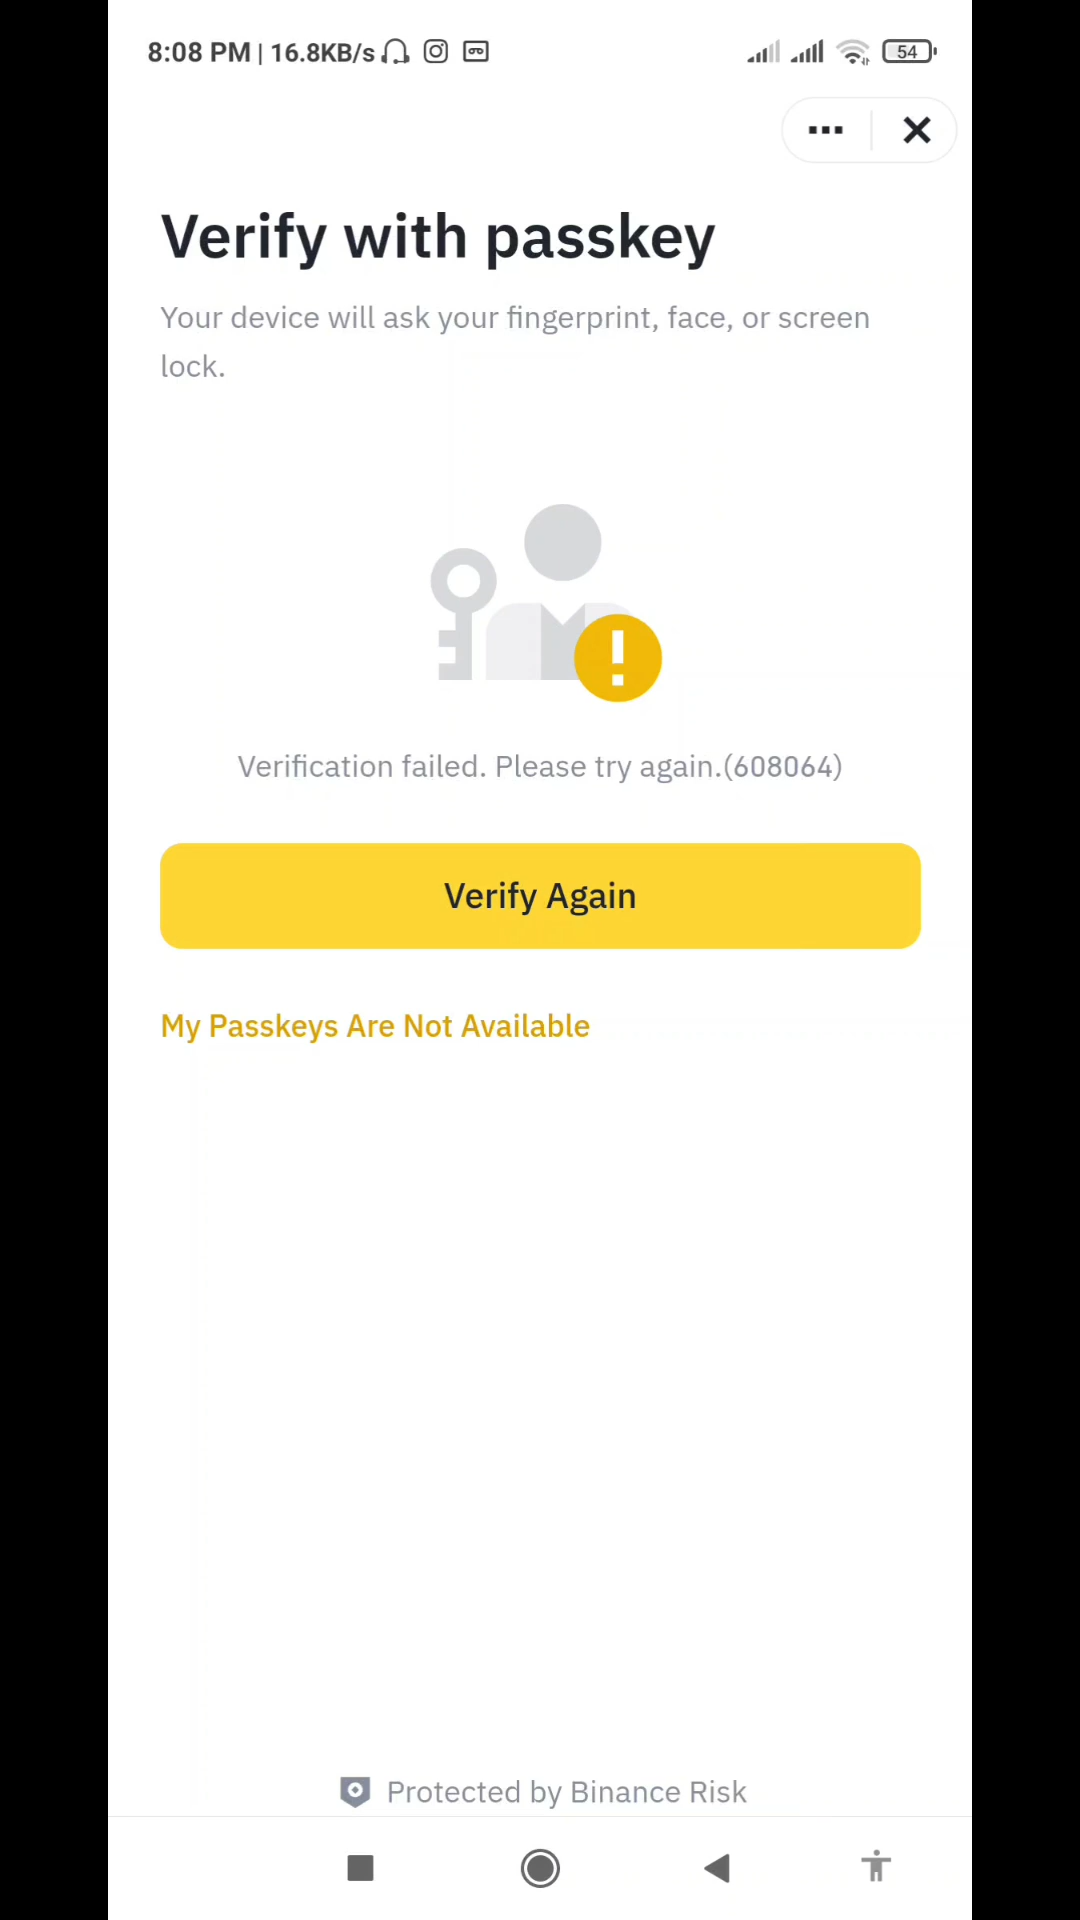 8:08 PM | 16.8KB/s
54
Verify with passkey
Your device will ask your fingerprint, face, or screen
lock.
Verification failed. Please try again.(608064)
Verify Again
My Passkeys Are Not Available
Protected by Binance Risk